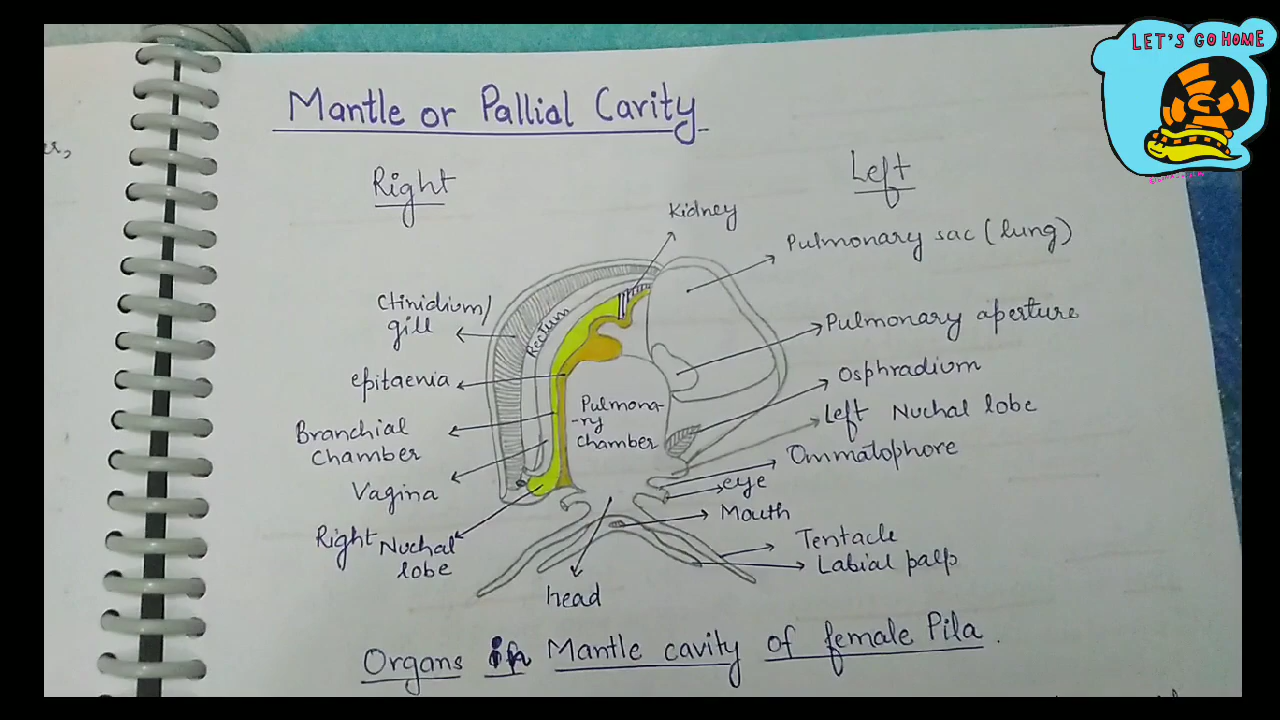 LET'S GO HOME
Mantle or Pallial Cavity
Right
Left
Kidney
Pulmonary sac (lung)
Ctinidium/
gill
Rectum
Pulmonary aperture
epitaenia
Osphradium
Pulmona-
-ry
chamber
Left Nuchal lobe
Branchial
chamber
Ommatophore
Vagina
eye
Mouth
Right Nuchal
lobe
Tentacle
Labial palp
head
Organs in Mantle cavity of female Pila.